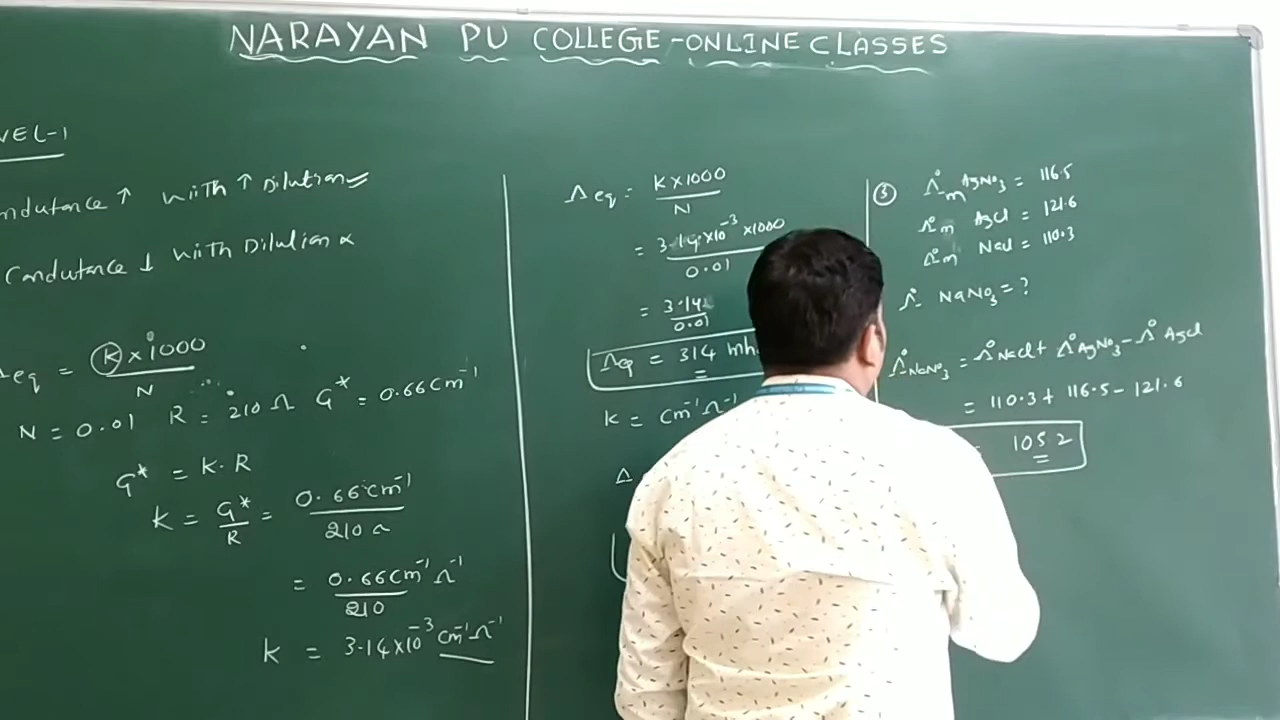 NARAYAN PU COLLEGE-ONLINE CLASSES
VEL-1
ndutance ↑ with ↑ Dilution
Condutance ↓ with Dilution ×
eq = K×1000
N
N = 0.01 R = 210 Ω G* = 0.66 cm⁻¹
G* = K.R
K = G*/R = 0.66 cm⁻¹
210 Ω
= 0.66 cm⁻¹ Ω⁻¹
210
K = 3.14×10⁻³ cm⁻¹ Ω⁻¹
Λeq = K×1000
N
= 3.14×10⁻³ ×1000
0.01
= 3.14
0.01
Λeq = 314 mh
K = cm⁻¹ Ω⁻¹
Λ
③ Λ°m AgNO₃ = 116.5
Λ°m AgCl = 121.6
Λ°m NaCl = 110.3
Λ° NaNO₃ = ?
Λ°NaNO₃ = Λ°NaCl + Λ°AgNO₃ - Λ°AgCl
= 110.3 + 116.5 - 121.6
= 105.2